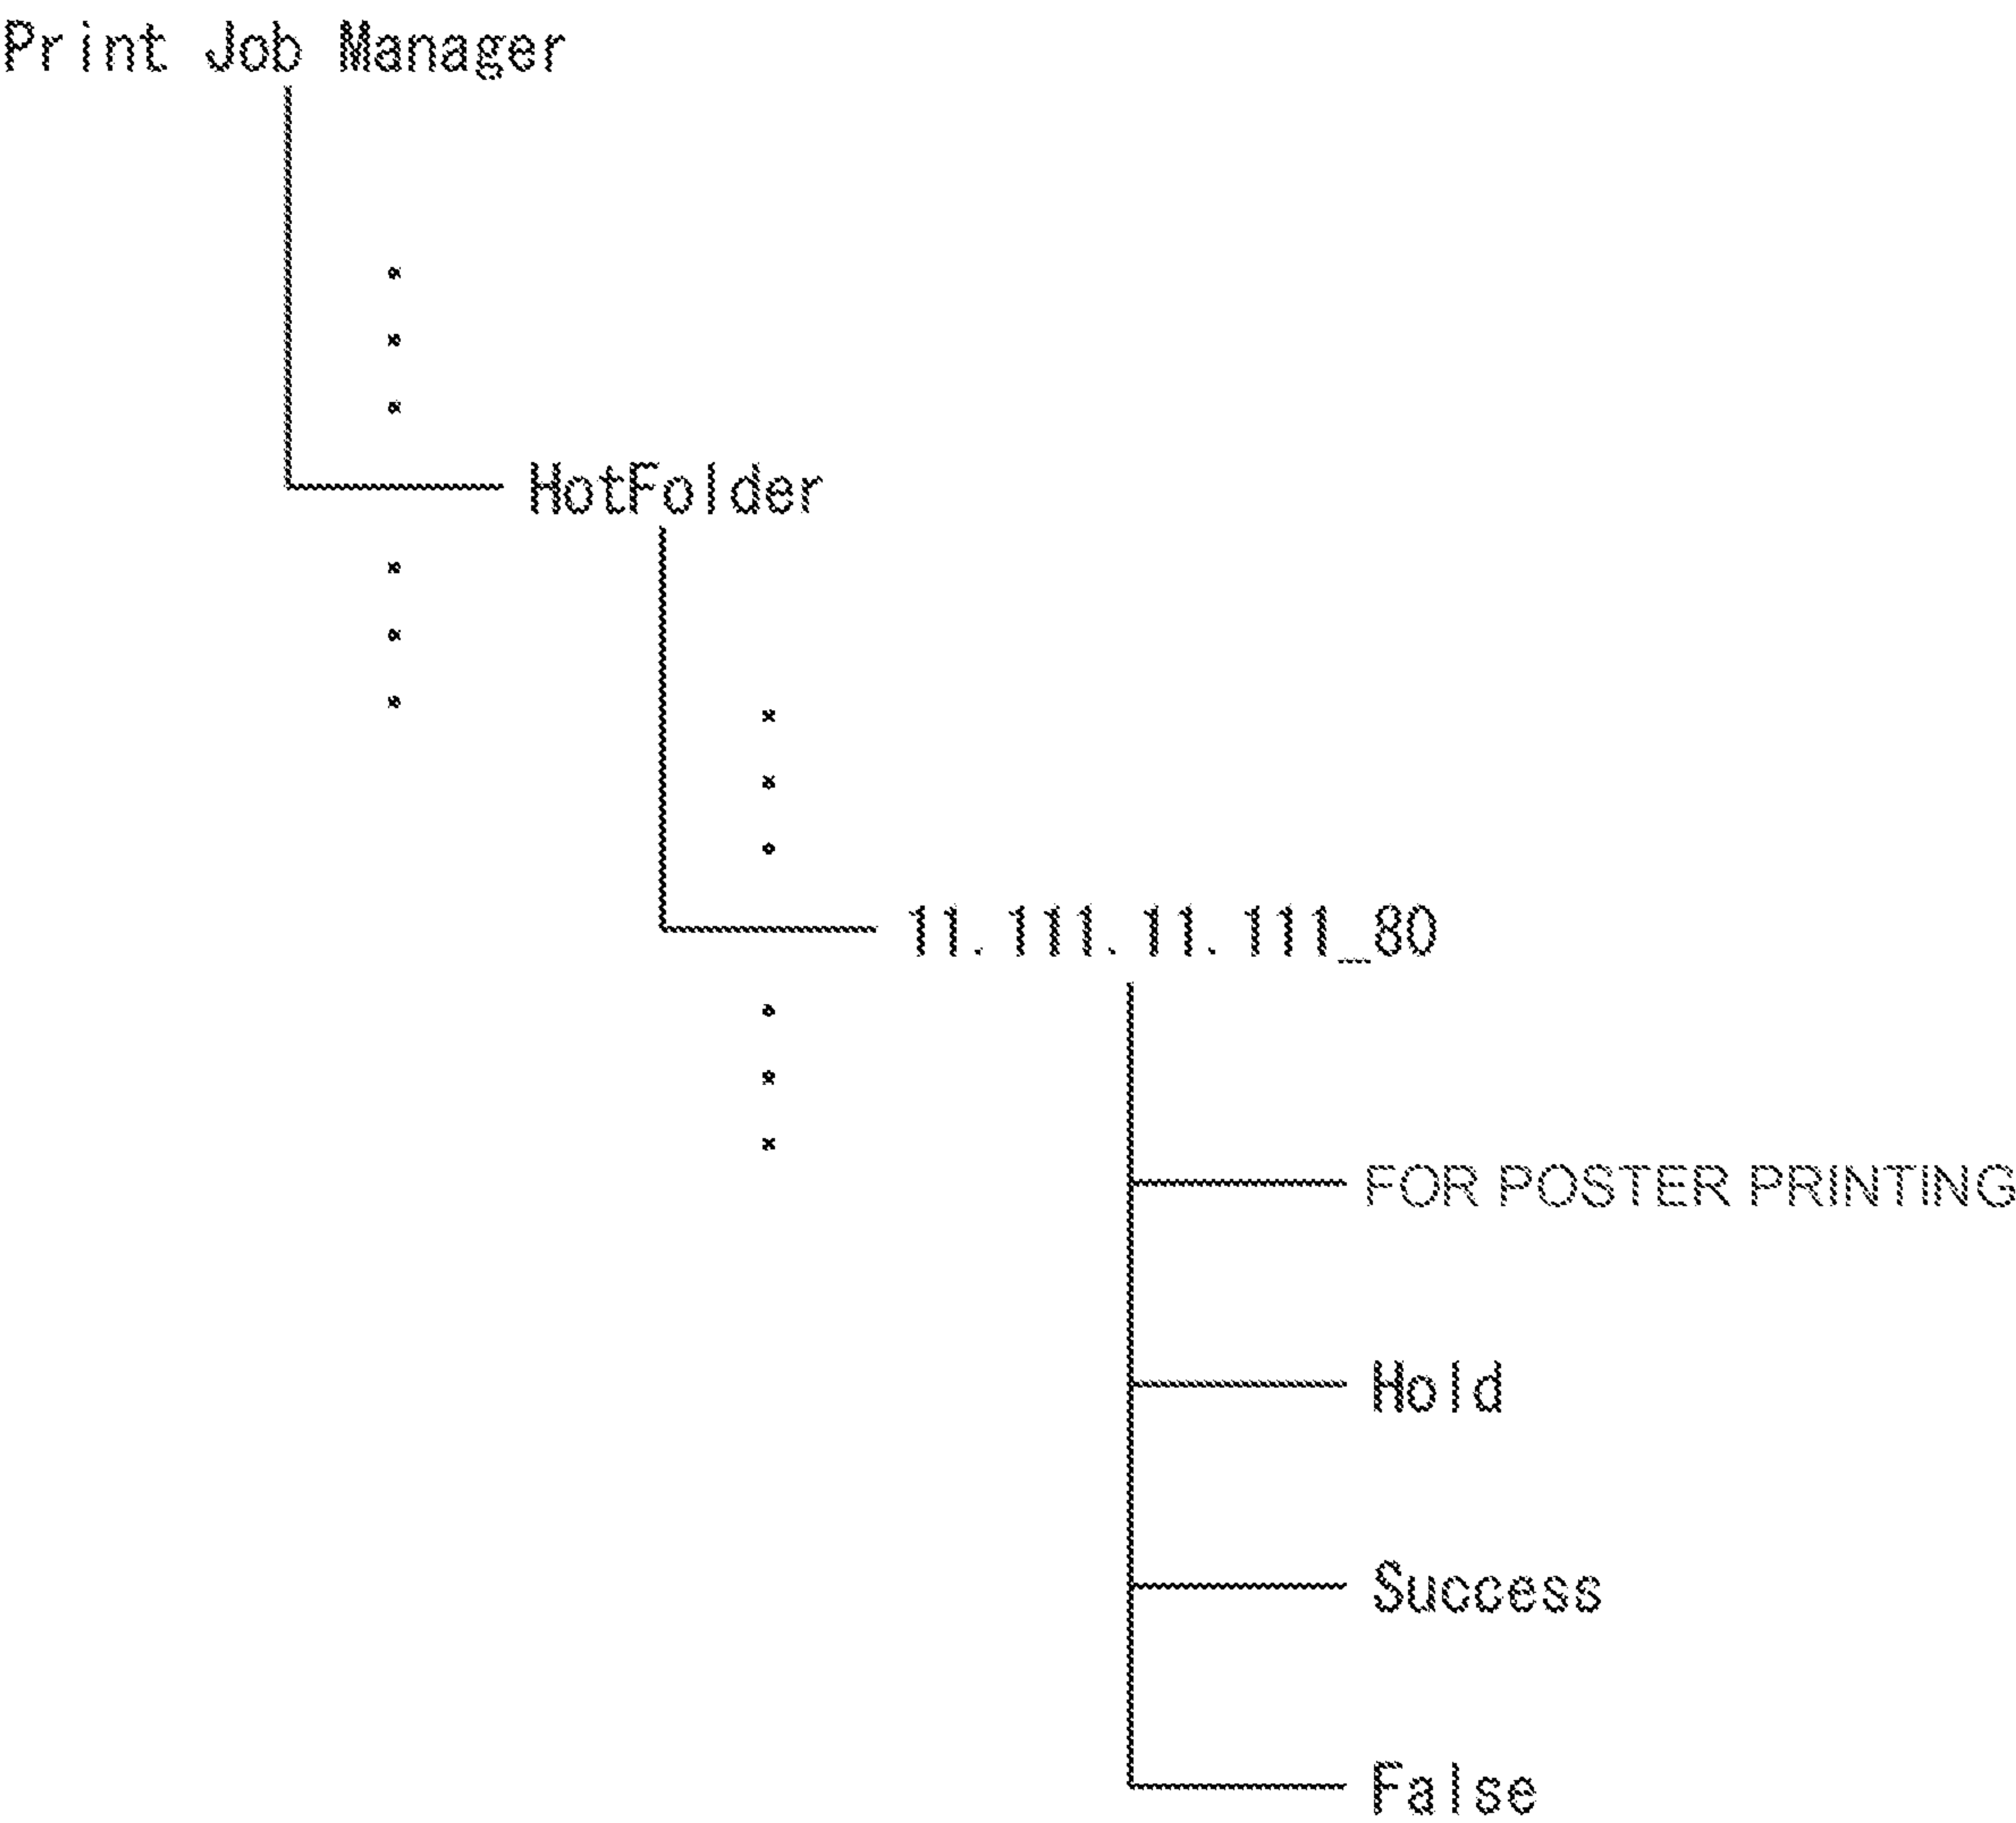 Print Job Manager
HotFolder
11.111.11.111_80
FOR POSTER PRINTING
Hold
Success
False